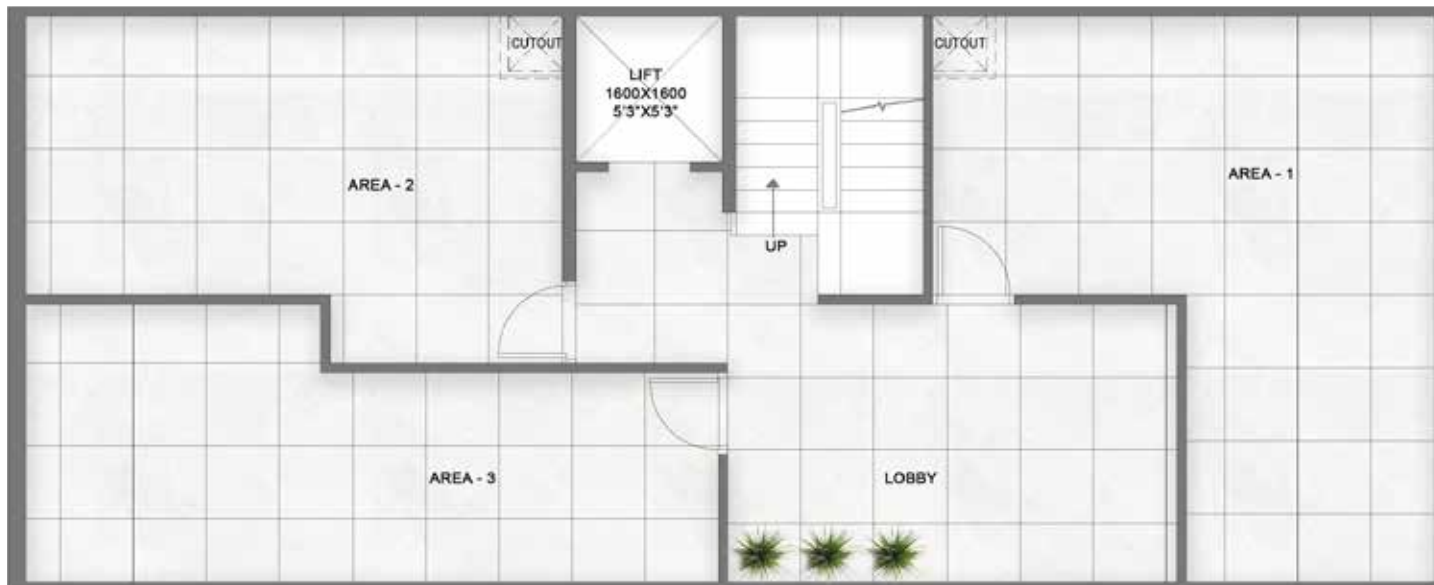 CUTOUT
LIFT
1600X1600
5'3"X5'3"
CUTOUT
AREA - 2
AREA - 1
UP
AREA - 3
LOBBY